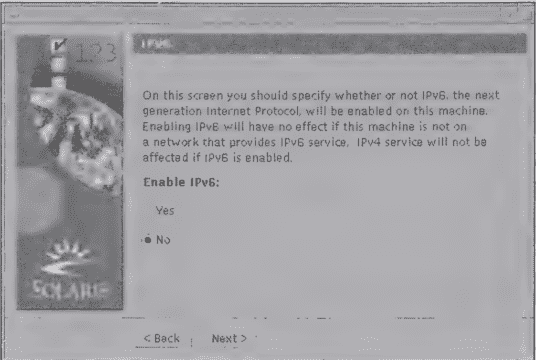 IPv6
123
On this screen you should specify whether or not IPv6, the next
generation Internet Protocol, will be enabled on this machine.
Enabling IPv6 will have no effect if this machine is not on
a network that provides IPv6 service. IPv4 service will not be
affected if IPv6 is enabled.
Enable IPv6:
Yes
No
SOLARIS
< Back
Next >